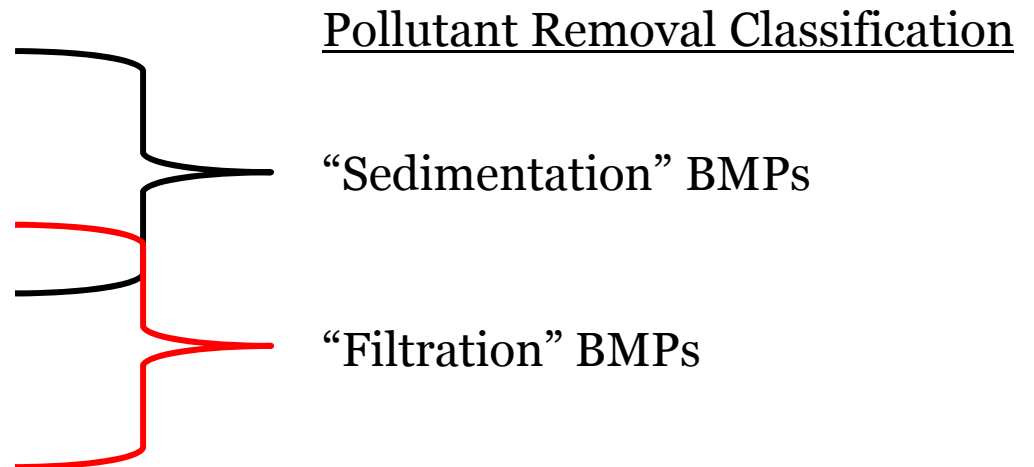 Pollutant Removal Classification
“Sedimentation” BMPs
“Filtration” BMPs